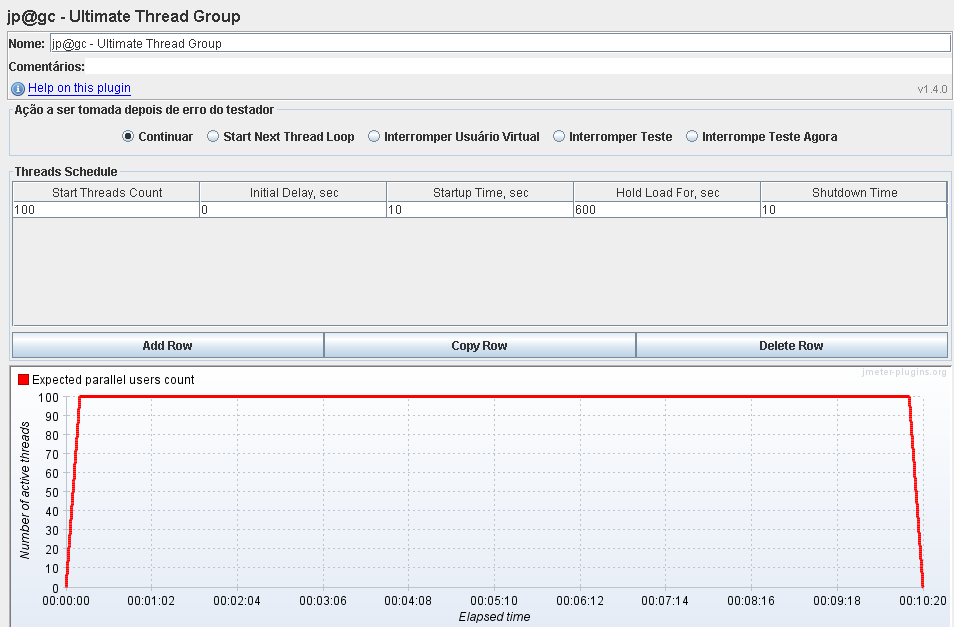 jp@gc - Ultimate Thread Group
Nome: jp@gc - Ultimate Thread Group
Comentários:
Help on this plugin v1.4.0
Ação a ser tomada depois de erro do testador
Continuar Start Next Thread Loop Interromper Usuário Virtual Interromper Teste Interrompe Teste Agora
Threads Schedule
Start Threads Count Initial Delay, sec Startup Time, sec Hold Load For, sec Shutdown Time
100 0 10 600 10
Add Row Copy Row Delete Row
jmeter-plugins.org
Expected parallel users count
Number of active threads
100
90
80
70
60
50
40
30
20
10
0
00:00:00 00:01:02 00:02:04 00:03:06 00:04:08 00:05:10 00:06:12 00:07:14 00:08:16 00:09:18 00:10:20
Elapsed time